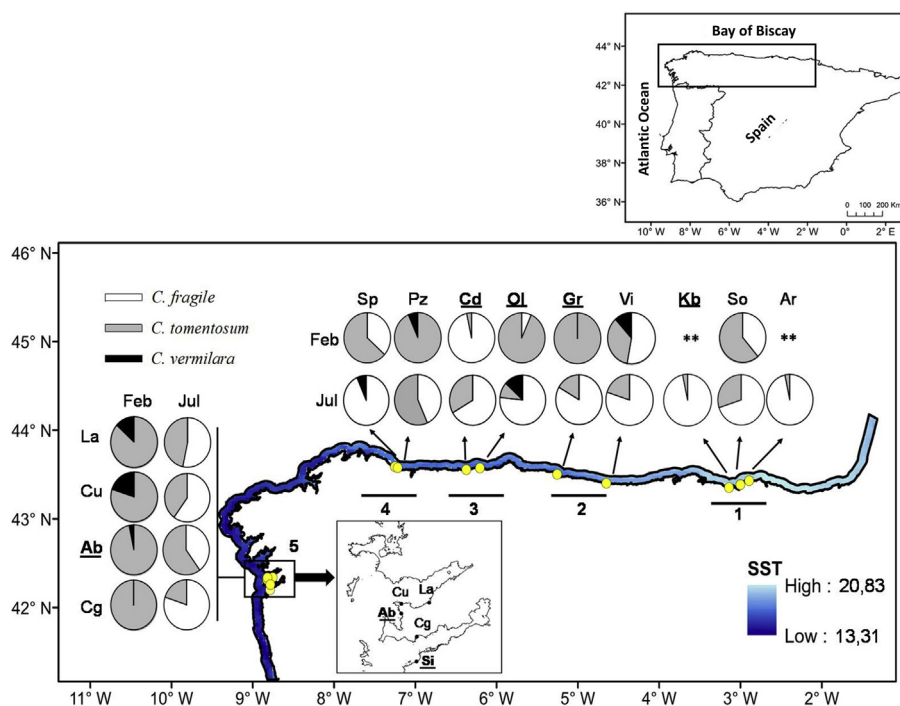 Bay of Biscay
44° N
42° N
40° N
38° N
36° N
Atlantic Ocean
Spain
0 100 200 Km
10° W 8° W 6° W 4° W 2° W 0° 2° E
46° N
45° N
44° N
43° N
42° N
C. fragile
C. tomentosum
C. vermilara
Sp Pz Cd Ol Gr Vi Kb So Ar
Feb ** **
Jul
Feb Jul
La
Cu
Ab
Cg
5
4 3 2 1
Cu La
Ab
Cg
Si
SST
High : 20,83
Low : 13,31
11° W 10° W 9° W 8° W 7° W 6° W 5° W 4° W 3° W 2° W